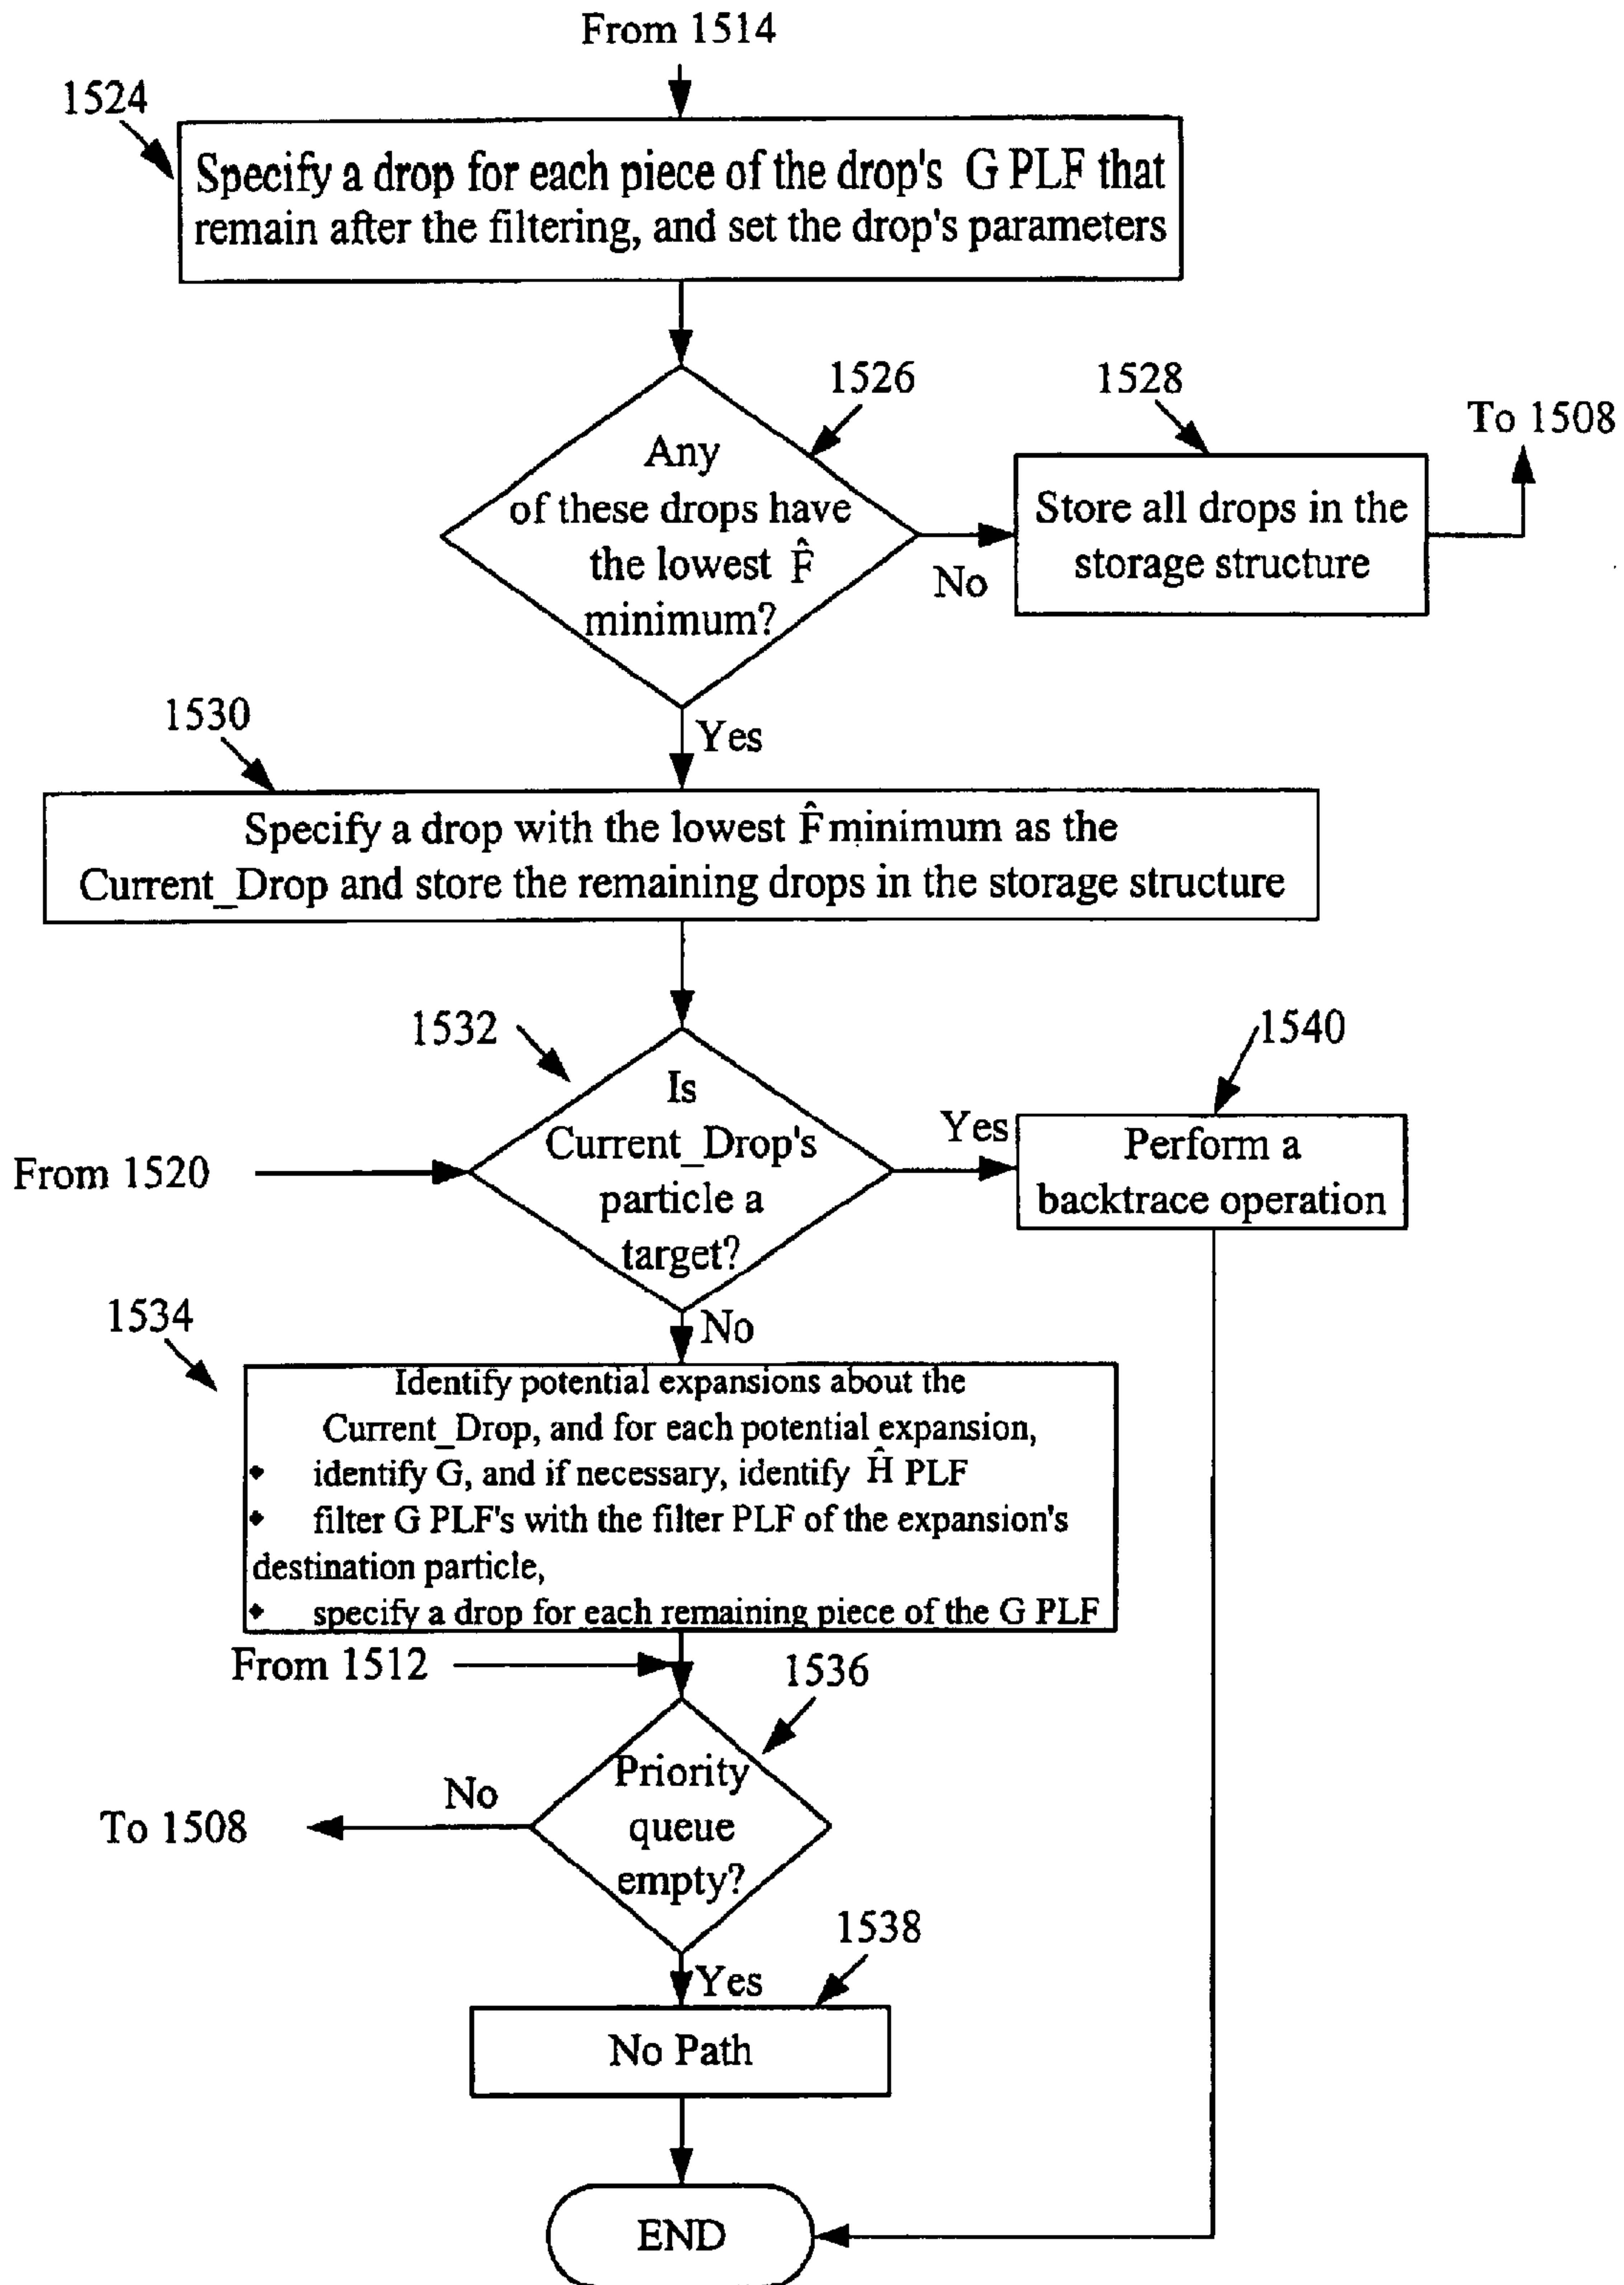 From 1514
1524
Specify a drop for each piece of the drop's G PLF that
remain after the filtering, and set the drop's parameters
1526
1528
To 1508
Any
of these drops have
the lowest F̂
minimum?
No
Store all drops in the
storage structure
1530
Yes
Specify a drop with the lowest F̂ minimum as the
Current_Drop and store the remaining drops in the storage structure
1532
1540
Is
Current_Drop's
particle a
target?
From 1520
Yes
Perform a
backtrace operation
1534
No
Identify potential expansions about the
Current_Drop, and for each potential expansion,
• identify G, and if necessary, identify Ĥ PLF
• filter G PLF's with the filter PLF of the expansion's
destination particle,
• specify a drop for each remaining piece of the G PLF
From 1512
1536
Priority
queue
empty?
No
To 1508
1538
Yes
No Path
END